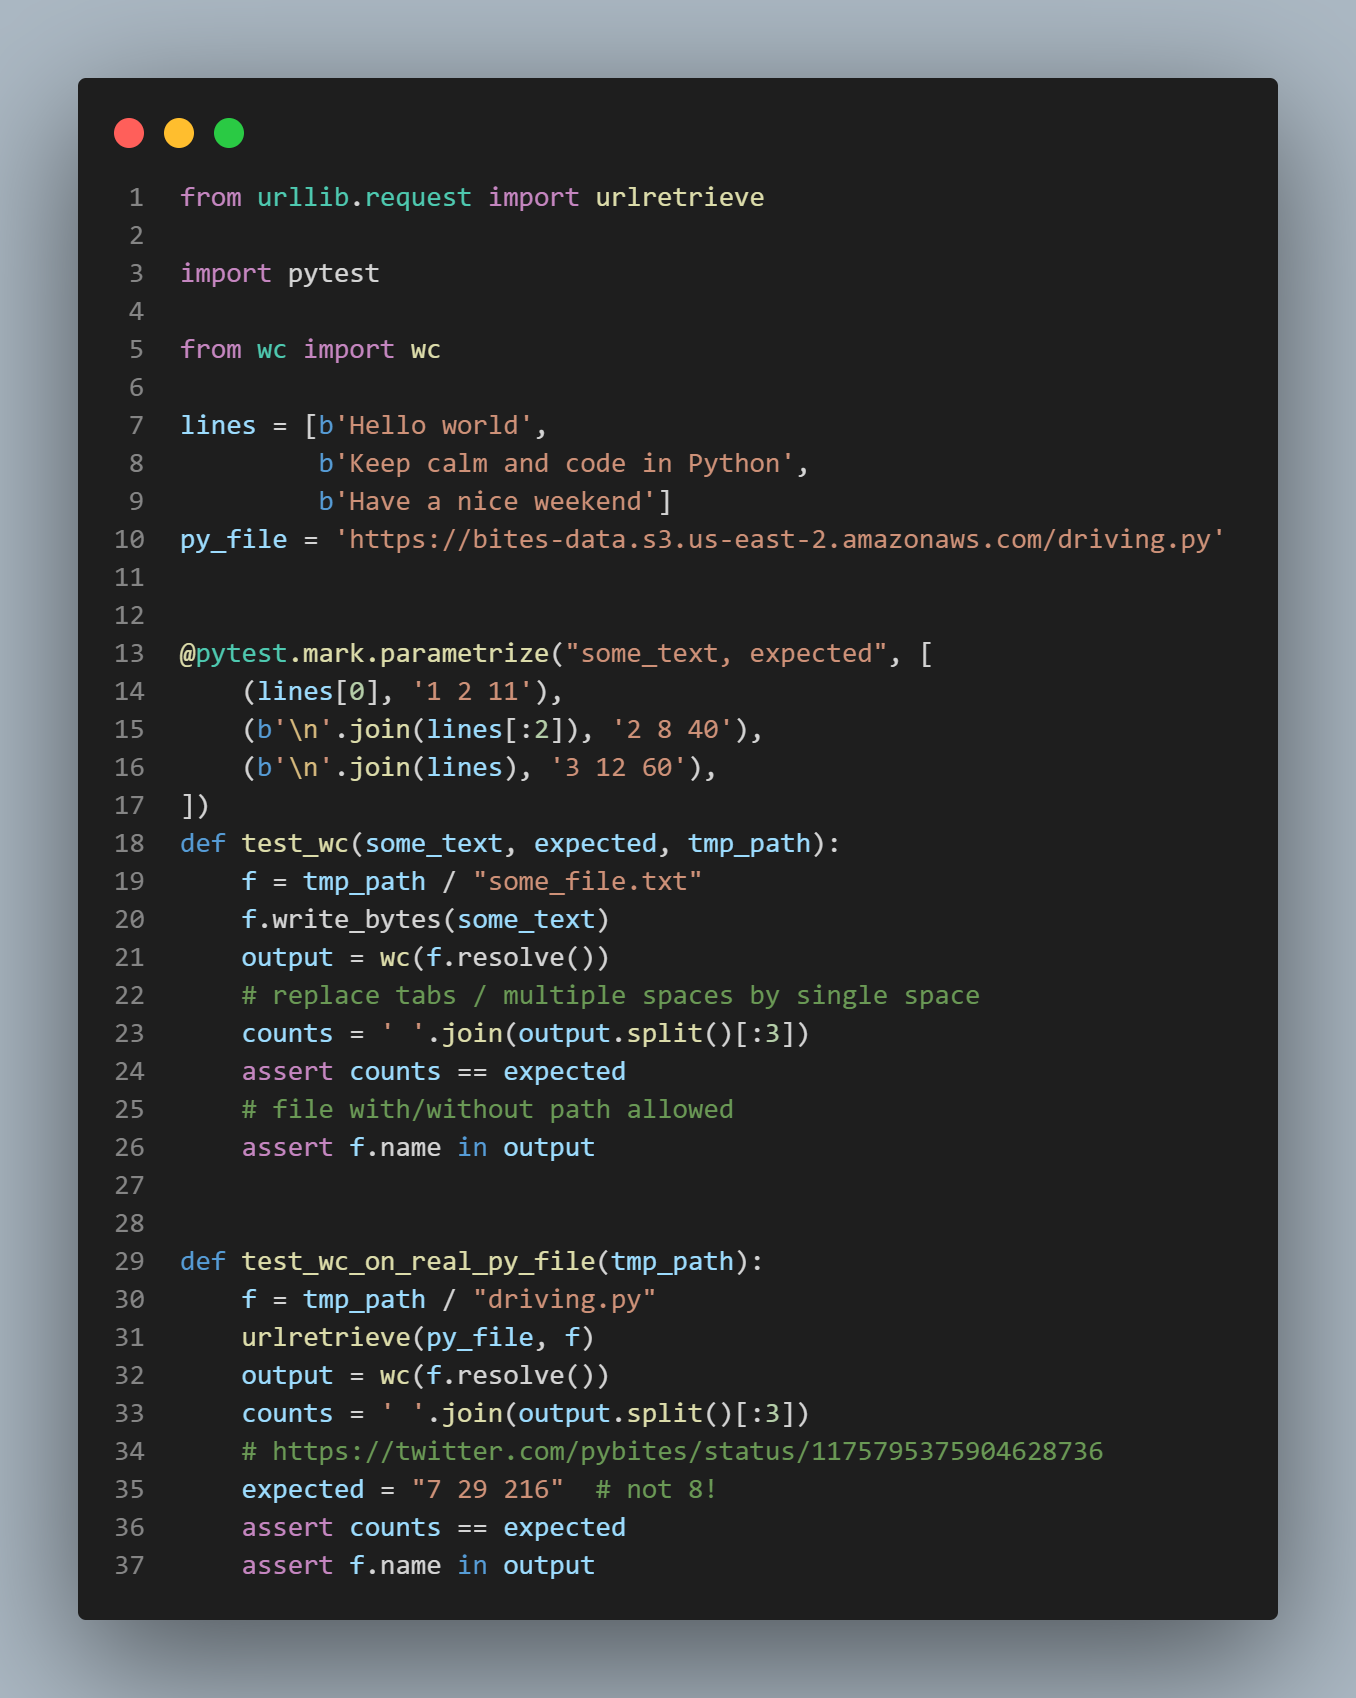 1 from urllib.request import urlretrieve
2
3 import pytest
4
5 from wc import wc
6
7 lines = [b'Hello world',
8          b'Keep calm and code in Python',
9          b'Have a nice weekend']
10 py_file = 'https://bites-data.s3.us-east-2.amazonaws.com/driving.py'
11
12
13 @pytest.mark.parametrize("some_text, expected", [
14     (lines[0], '1 2 11'),
15     (b'\n'.join(lines[:2]), '2 8 40'),
16     (b'\n'.join(lines), '3 12 60'),
17 ])
18 def test_wc(some_text, expected, tmp_path):
19     f = tmp_path / "some_file.txt"
20     f.write_bytes(some_text)
21     output = wc(f.resolve())
22     # replace tabs / multiple spaces by single space
23     counts = ' '.join(output.split()[:3])
24     assert counts == expected
25     # file with/without path allowed
26     assert f.name in output
27
28
29 def test_wc_on_real_py_file(tmp_path):
30     f = tmp_path / "driving.py"
31     urlretrieve(py_file, f)
32     output = wc(f.resolve())
33     counts = ' '.join(output.split()[:3])
34     # https://twitter.com/pybites/status/1175795375904628736
35     expected = "7 29 216"  # not 8!
36     assert counts == expected
37     assert f.name in output